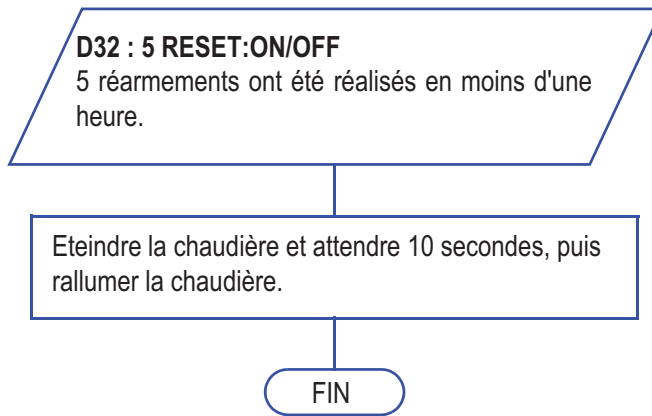 D32 : 5 RESET:ON/OFF
5 réarmements ont été réalisés en moins d'une
heure.
Eteindre la chaudière et attendre 10 secondes, puis
rallumer la chaudière.
FIN